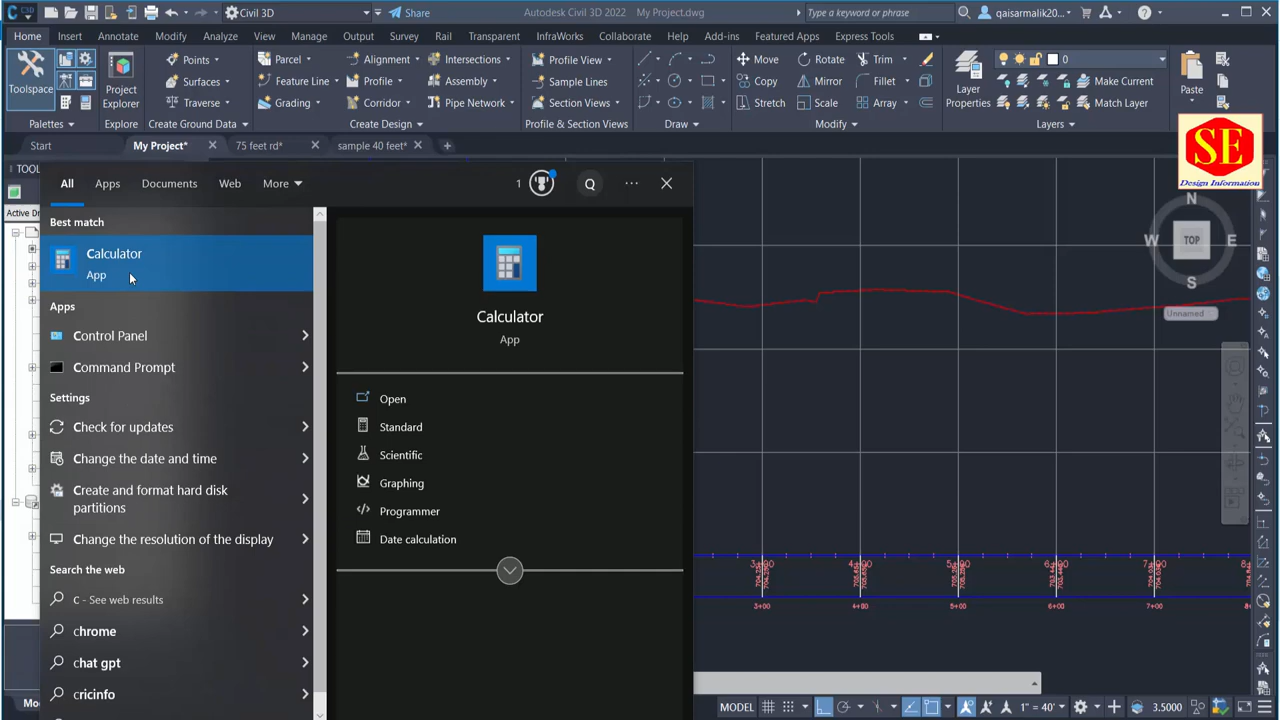 C3D
Civil 3D
Share
Autodesk Civil 3D 2022 My Project.dwg
Type a keyword or phrase
qaisarmalik20...
Home Insert Annotate Modify Analyze View Manage Output Survey Rail Transparent InfraWorks Collaborate Help Add-ins Featured Apps Express Tools
Points Parcel Alignment Intersections Profile View Move Rotate Trim 0
Surfaces Feature Line Profile Assembly Sample Lines Copy Mirror Fillet Make Current
Toolspace Project Explorer Traverse Grading Corridor Pipe Network Section Views Stretch Scale Array Layer Properties Match Layer Paste
Palettes Explore Create Ground Data Create Design Profile & Section Views Draw Modify Layers
Start My Project* 75 feet rd* sample 40 feet*
SE
Design Information
TOOL
All Apps Documents Web More 1 Q ...
Active Dr
Best match
Calculator
App
Apps
Control Panel
Command Prompt
Settings
Check for updates
Change the date and time
Create and format hard disk
partitions
Change the resolution of the display
Search the web
c - See web results
chrome
chat gpt
cricinfo
Calculator
App
Open
Standard
Scientific
Graphing
Programmer
Date calculation
N
W TOP E
S
Unnamed
3+00 4+00 5+00 6+00 7+00
Mo
MODEL 1" = 40' 3.5000